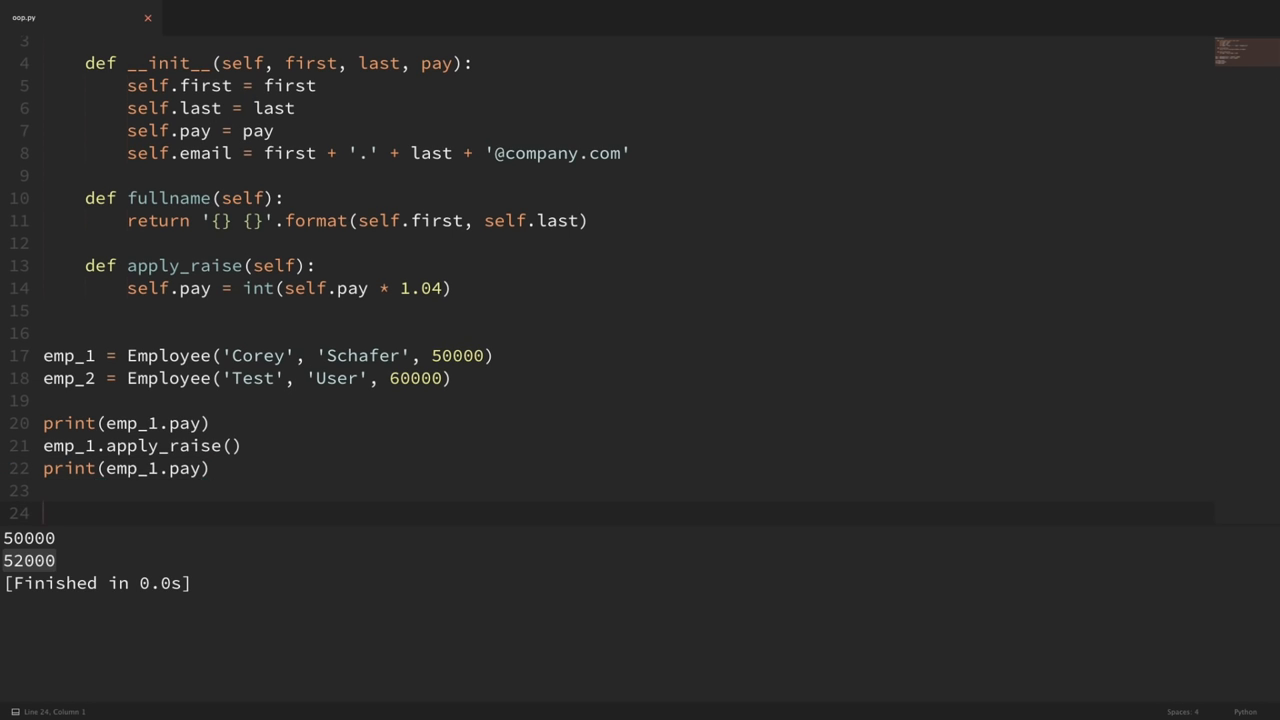 oop.py
3
4     def __init__(self, first, last, pay):
5         self.first = first
6         self.last = last
7         self.pay = pay
8         self.email = first + '.' + last + '@company.com'
9
10     def fullname(self):
11         return '{} {}'.format(self.first, self.last)
12
13     def apply_raise(self):
14         self.pay = int(self.pay * 1.04)
15
16
17 emp_1 = Employee('Corey', 'Schafer', 50000)
18 emp_2 = Employee('Test', 'User', 60000)
19
20 print(emp_1.pay)
21 emp_1.apply_raise()
22 print(emp_1.pay)
23
24
50000
52000
[Finished in 0.0s]
Line 24, Column 1 Spaces: 4 Python